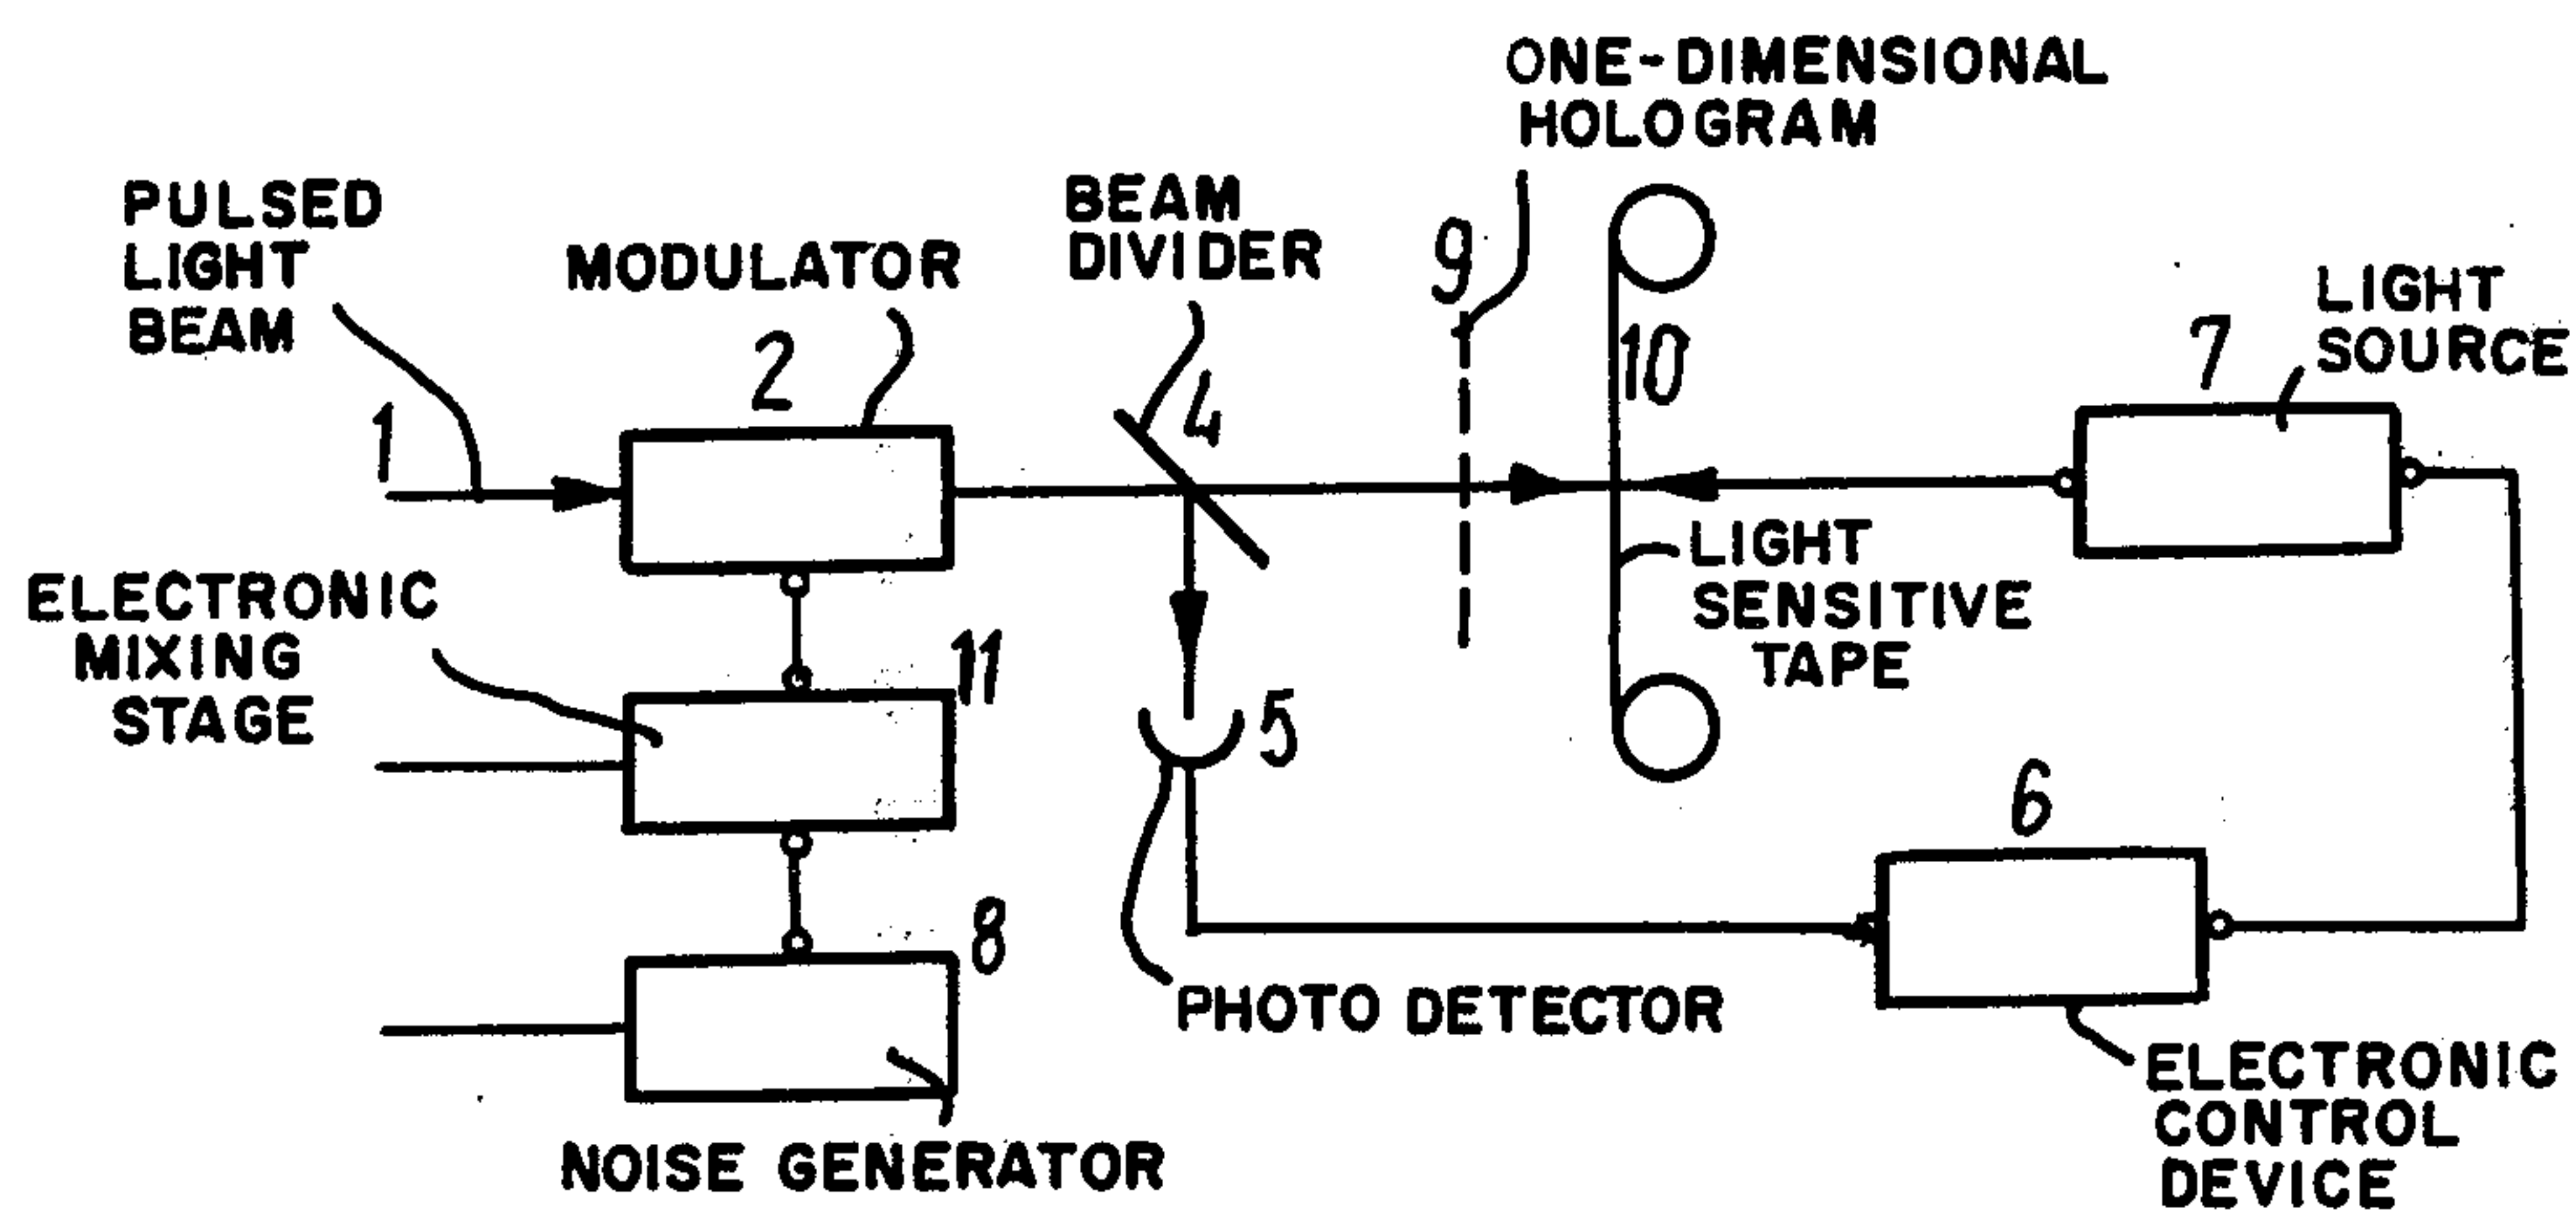 ONE-DIMENSIONAL
HOLOGRAM
PULSED
LIGHT
BEAM
1
MODULATOR
2
BEAM
DIVIDER
4
9
10
LIGHT
SOURCE
7
ELECTRONIC
MIXING
STAGE
11
LIGHT
SENSITIVE
TAPE
5
6
8
PHOTO DETECTOR
NOISE GENERATOR
ELECTRONIC
CONTROL
DEVICE